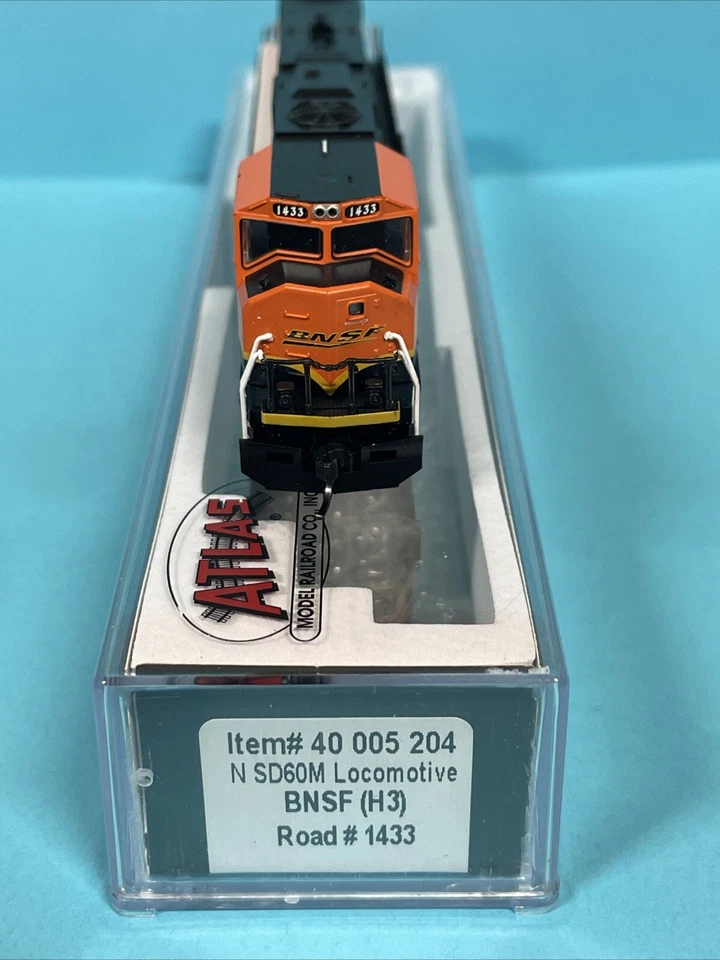 1433 1433
BNSF
ATLAS
MODEL RAILROAD CO., INC
Item# 40 005 204
N SD60M Locomotive
BNSF (H3)
Road # 1433